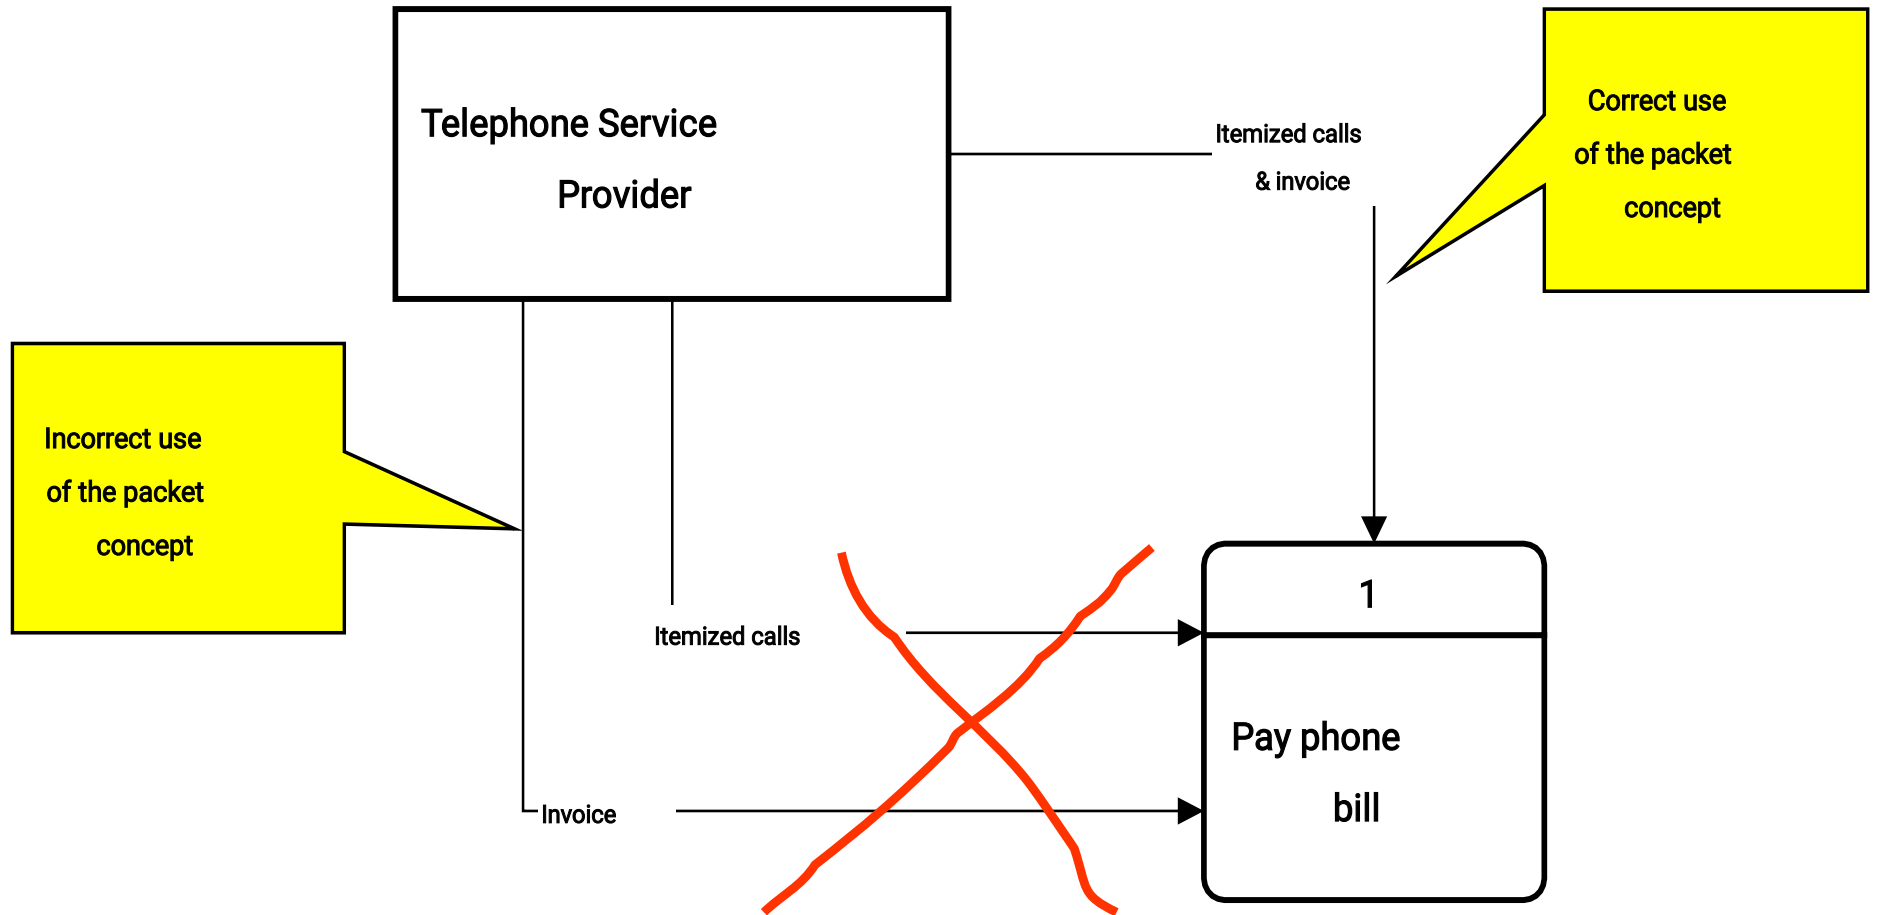 Telephone Service
Provider
Itemized calls
& invoice
Correct use
of the packet
concept
Incorrect use
of the packet
concept
1
Itemized calls
Pay phone
bill
Invoice